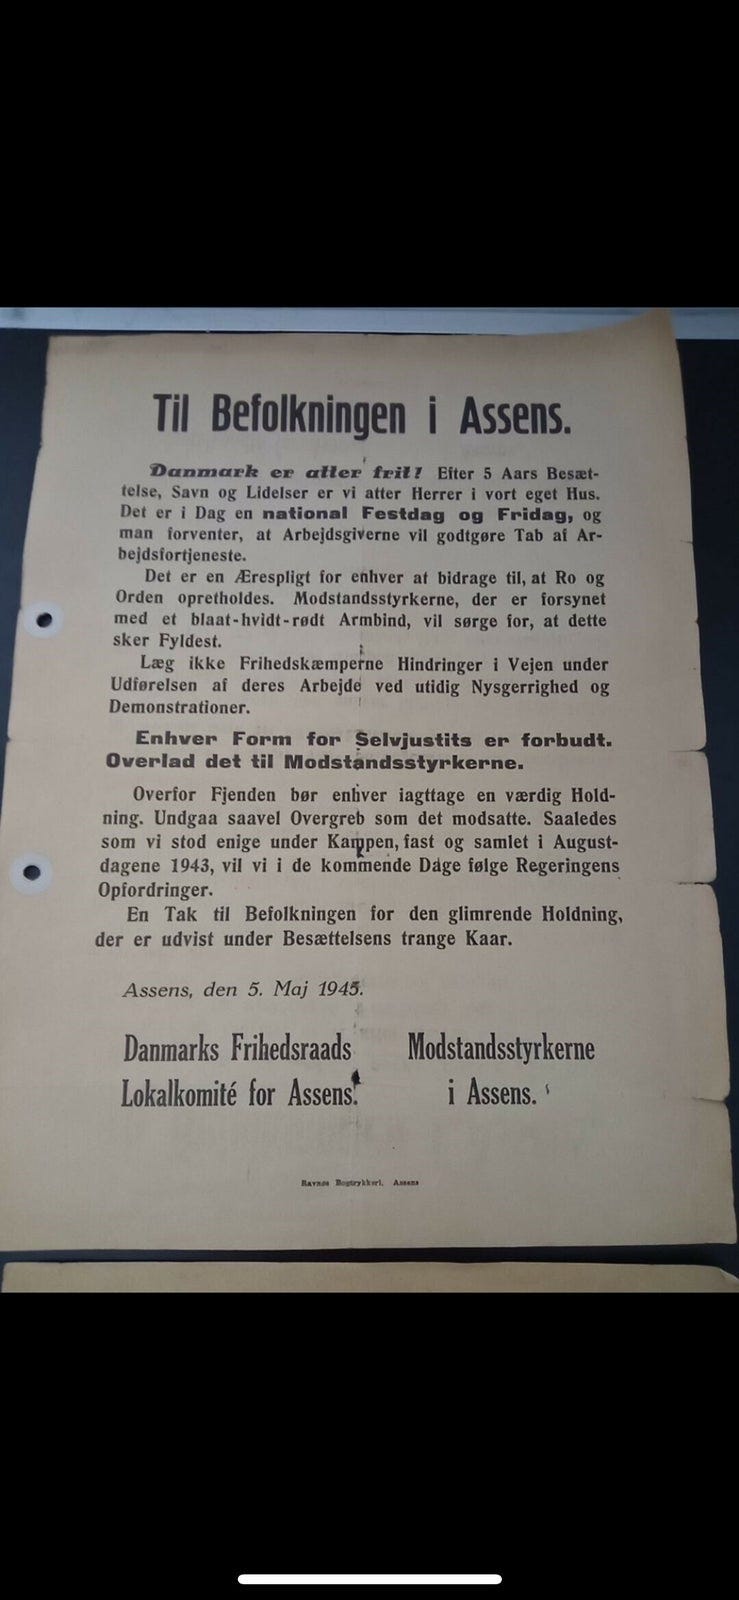 Til Befolkningen i Assens.
Danmark er atter frit! Efter 5 Aars Besæt-
telse, Savn og Lidelser er vi atter Herrer i vort eget Hus.
Det er i Dag en national Festdag og Fridag, og
man forventer, at Arbejdsgiverne vil godtgøre Tab af Ar-
bejdsfortjeneste.
Det er en Ærespligt for enhver at bidrage til, at Ro og
Orden opretholdes. Modstandsstyrkerne, der er forsynet
med et blaat-hvidt-rødt Armbind, vil sørge for, at dette
sker Fyldest.
Læg ikke Frihedskæmperne Hindringer i Vejen under
Udførelsen af deres Arbejde ved utidig Nysgerrighed og
Demonstrationer.
Enhver Form for Selvjustits er forbudt.
Overlad det til Modstandsstyrkerne.
Overfor Fjenden bør enhver iagttage en værdig Hold-
ning. Undgaa saavel Overgreb som det modsatte. Saaledes
som vi stod enige under Kampen, fast og samlet i August-
dagene 1943, vil vi i de kommende Dage følge Regeringens
Opfordringer.
En Tak til Befolkningen for den glimrende Holdning,
der er udvist under Besættelsens trange Kaar.
Assens, den 5. Maj 1945.
Danmarks Frihedsraads
Lokalkomité for Assens.
Modstandsstyrkerne
i Assens.
Ravnøs Bogtrykkeri, Assens